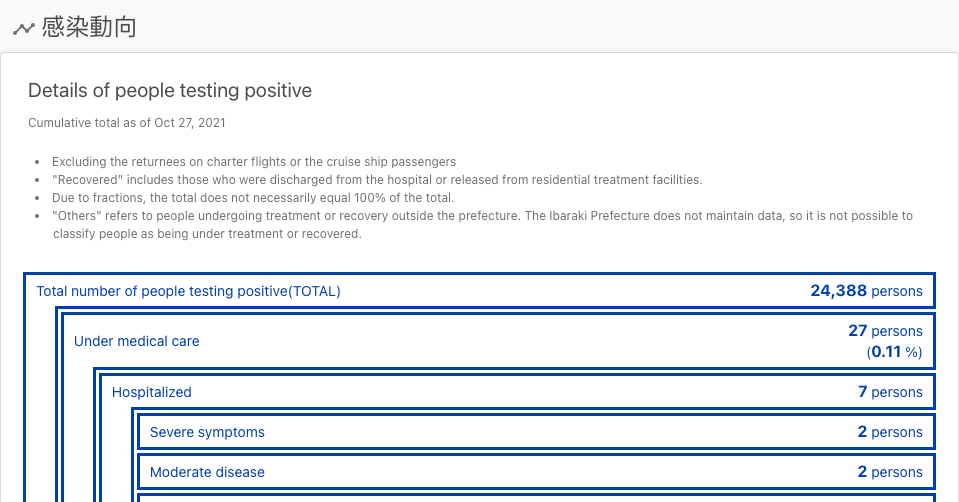 感染動向
Details of people testing positive
Cumulative total as of Oct 27, 2021
• Excluding the returnees on charter flights or the cruise ship passengers
• "Recovered" includes those who were discharged from the hospital or released from residential treatment facilities.
• Due to fractions, the total does not necessarily equal 100% of the total.
• "Others" refers to people undergoing treatment or recovery outside the prefecture. The Ibaraki Prefecture does not maintain data, so it is not possible to
classify people as being under treatment or recovered.
Total number of people testing positive(TOTAL) 24,388 persons
Under medical care 27 persons
(0.11 %)
Hospitalized 7 persons
Severe symptoms 2 persons
Moderate disease 2 persons